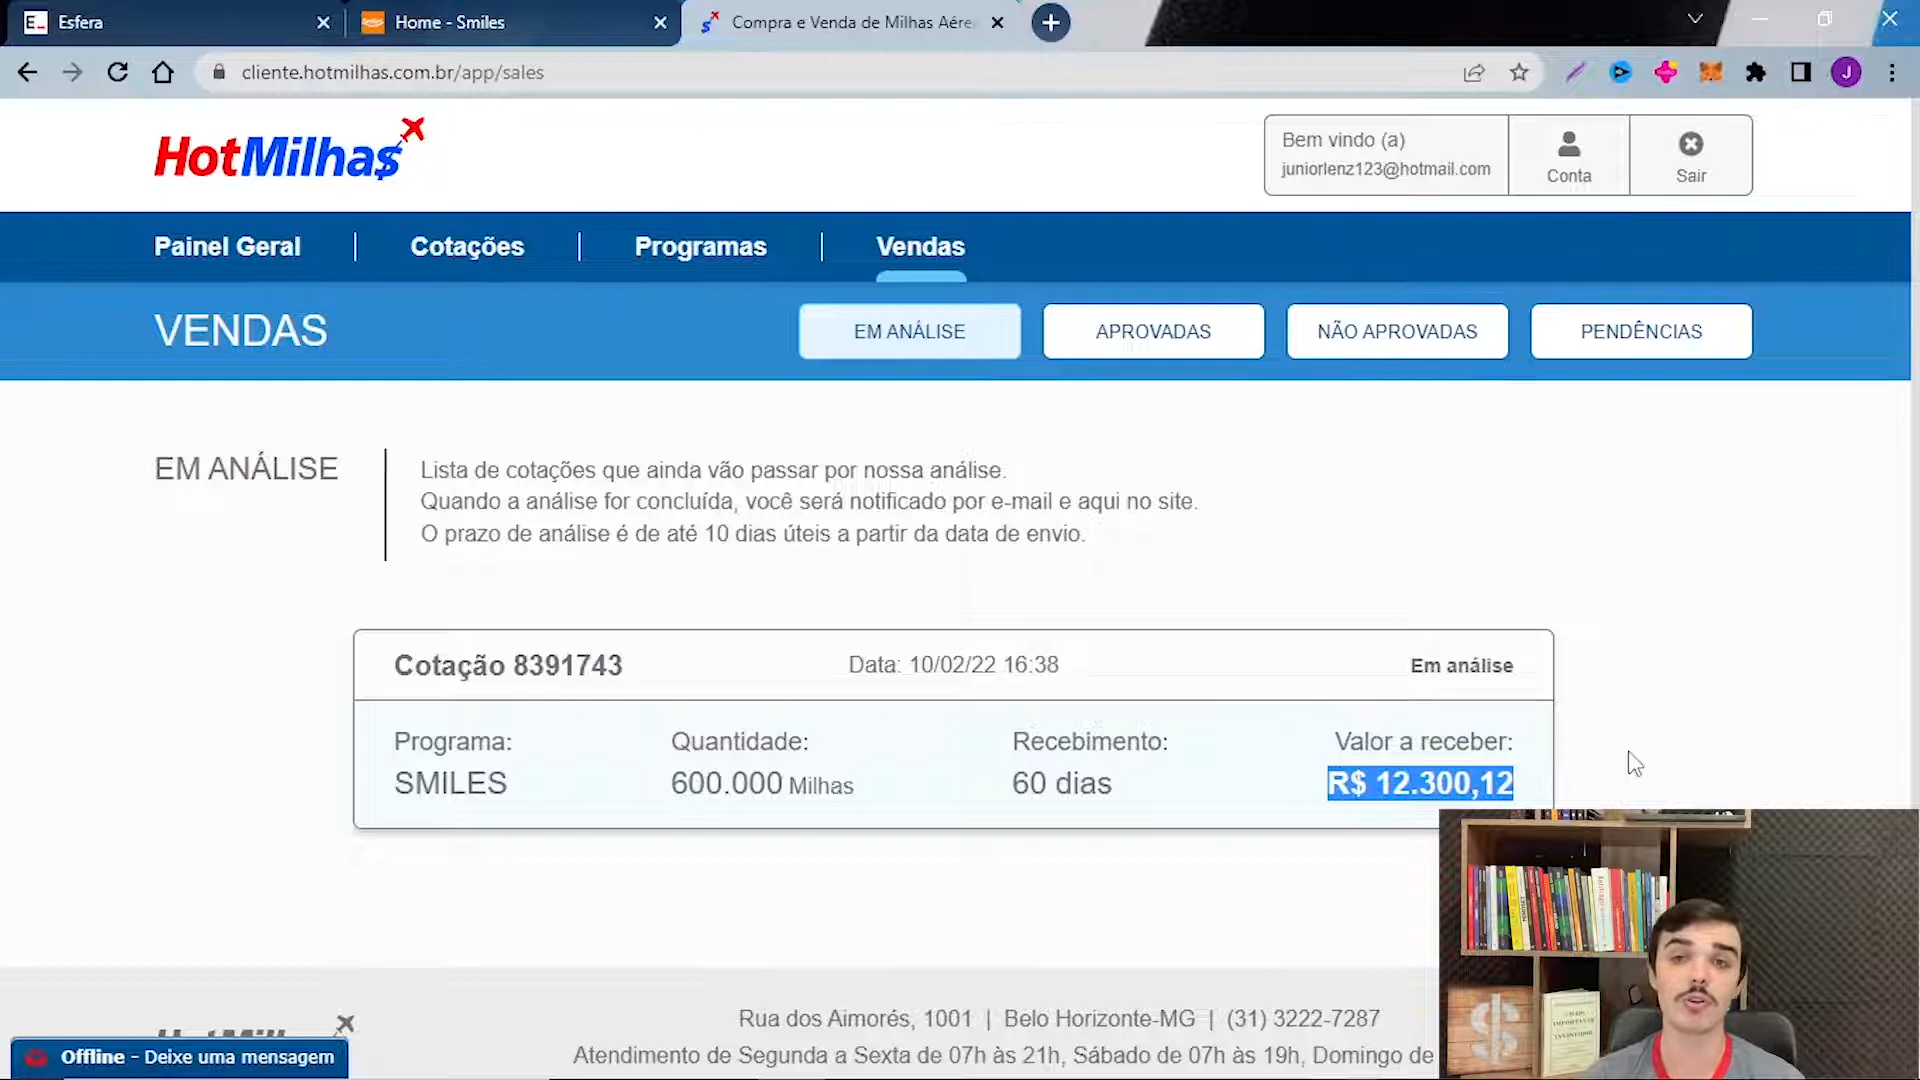 Esfera
Home - Smiles
Compra e Venda de Milhas Aére
cliente.hotmilhas.com.br/app/sales
J
HotMilhas
Bem vindo (a)
juniorlenz123@hotmail.com
Conta
Sair
Painel Geral
Cotações
Programas
Vendas
VENDAS
EM ANÁLISE
APROVADAS
NÃO APROVADAS
PENDÊNCIAS
EM ANÁLISE
Lista de cotações que ainda vão passar por nossa análise.
Quando a análise for concluída, você será notificado por e-mail e aqui no site.
O prazo de análise é de até 10 dias úteis a partir da data de envio.
Cotação 8391743
Data: 10/02/22 16:38
Em análise
Programa:
Quantidade:
Recebimento:
Valor a receber:
SMILES
600.000 Milhas
60 dias
R$ 12.300,12
Rua dos Aimorés, 1001 | Belo Horizonte-MG | (31) 3222-7287
Atendimento de Segunda a Sexta de 07h às 21h, Sábado de 07h às 19h, Domingo de
Offline - Deixe uma mensagem